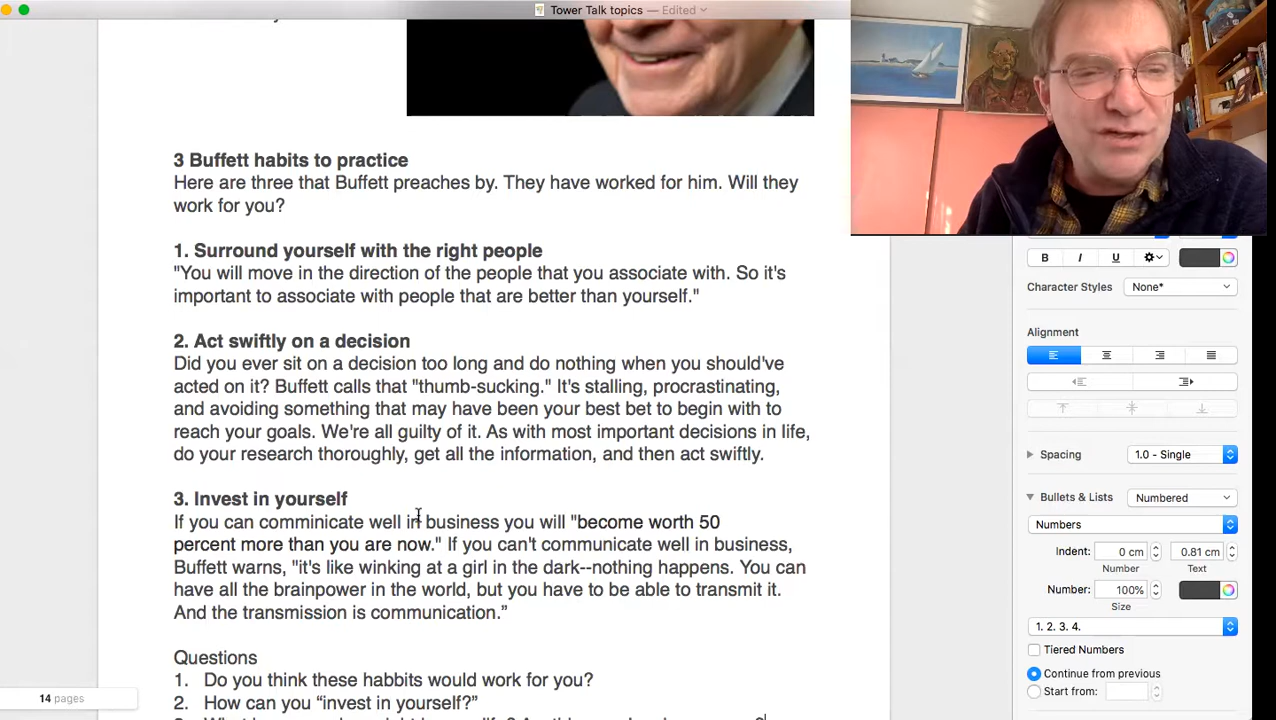 Tower Talk topics — Edited
3 Buffett habits to practice
Here are three that Buffett preaches by. They have worked for him. Will they
work for you?
1. Surround yourself with the right people
"You will move in the direction of the people that you associate with. So it's
important to associate with people that are better than yourself."
2. Act swiftly on a decision
Did you ever sit on a decision too long and do nothing when you should've
acted on it? Buffett calls that "thumb-sucking." It's stalling, procrastinating,
and avoiding something that may have been your best bet to begin with to
reach your goals. We're all guilty of it. As with most important decisions in life,
do your research thoroughly, get all the information, and then act swiftly.
3. Invest in yourself
If you can comminicate well in business you will "become worth 50
percent more than you are now." If you can't communicate well in business,
Buffett warns, "it's like winking at a girl in the dark--nothing happens. You can
have all the brainpower in the world, but you have to be able to transmit it.
And the transmission is communication.”
Questions
1. Do you think these habbits would work for you?
2. How can you “invest in yourself?”
14 pages
B I U
Character Styles None*
Alignment
Spacing 1.0 - Single
Bullets & Lists Numbered
Numbers
Indent: 0 cm 0.81 cm
Number Text
Number: 100%
Size
1. 2. 3. 4.
Tiered Numbers
Continue from previous
Start from: